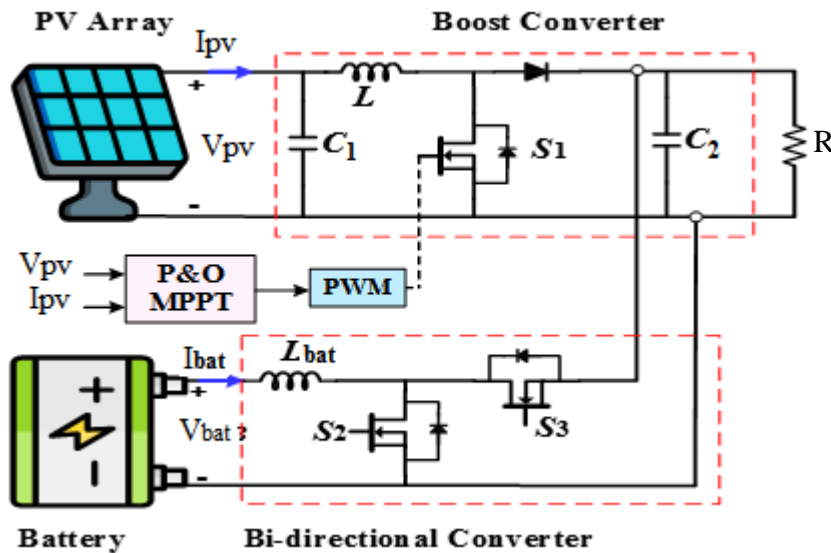 PV Array
Boost Converter
Ipv
+
L
Vpv
C1
S1
C2
R
-
Vpv
Ipv
P&O
MPPT
PWM
Ibat
Lbat
+
Vbat
S2
S3
-
Battery
Bi-directional Converter